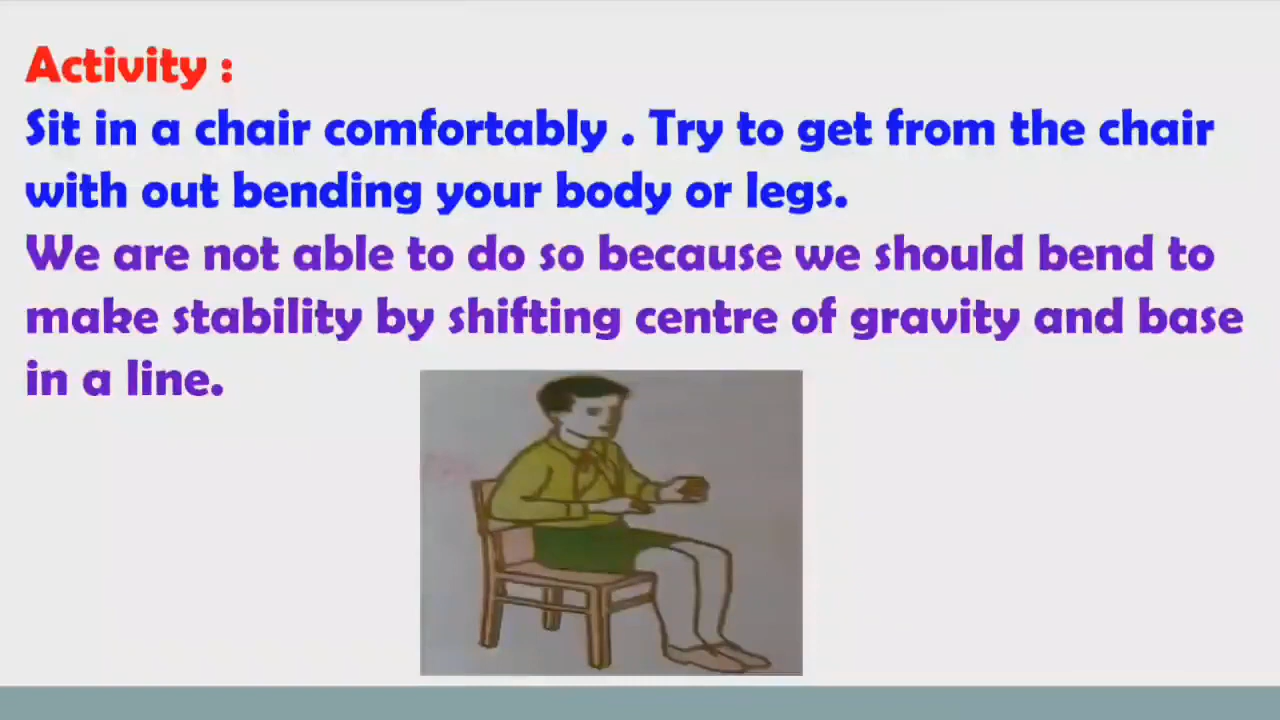 Activity :
Sit in a chair comfortably . Try to get from the chair
with out bending your body or legs.
We are not able to do so because we should bend to
make stability by shifting centre of gravity and base
in a line.